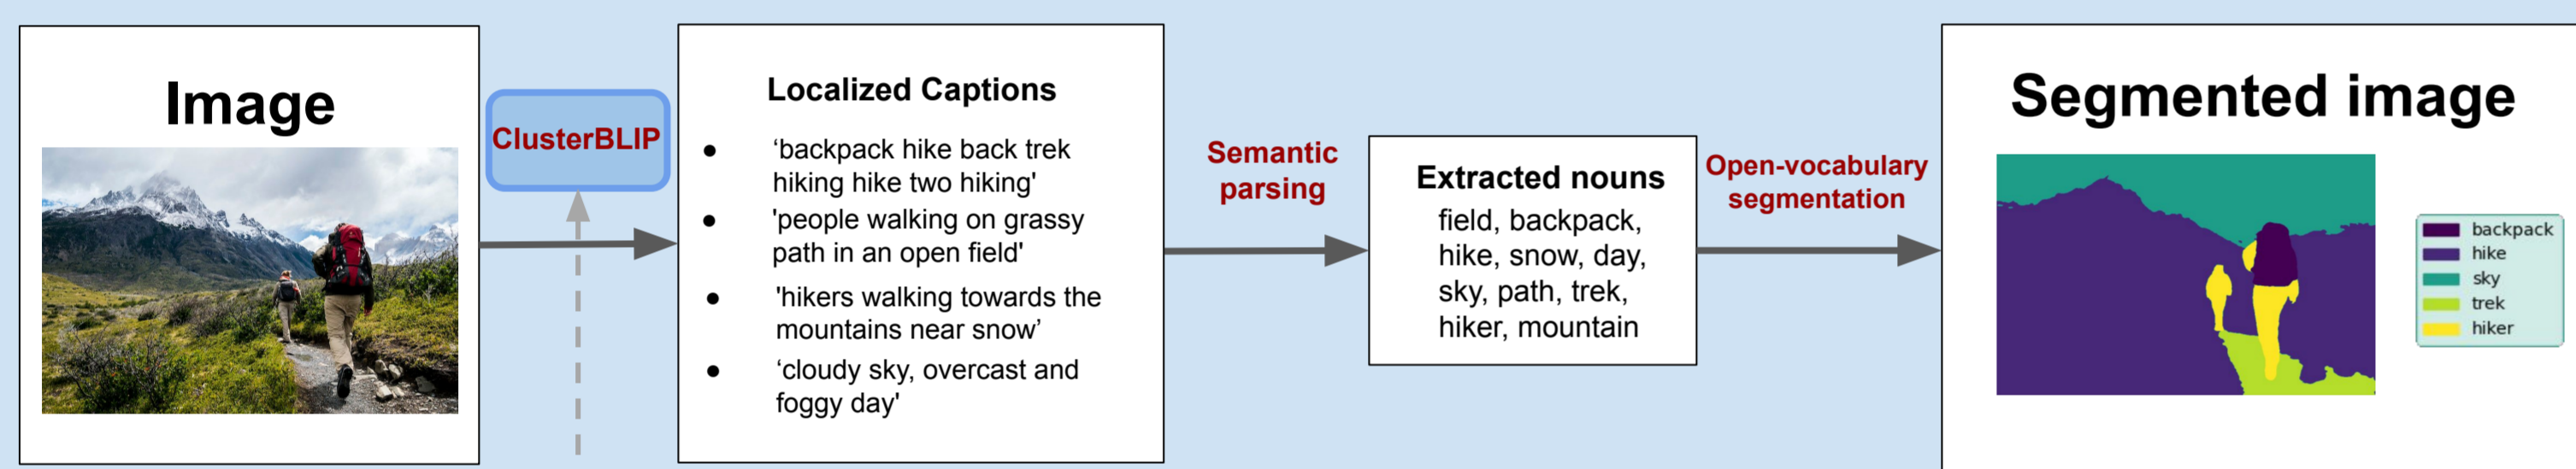 Image
ClusterBLIP
Localized Captions
● ‘backpack hike back trek
hiking hike two hiking'
● 'people walking on grassy
path in an open field'
● 'hikers walking towards the
mountains near snow’
● ‘cloudy sky, overcast and
foggy day'
Semantic
parsing
Extracted nouns
field, backpack,
hike, snow, day,
sky, path, trek,
hiker, mountain
Open-vocabulary
segmentation
Segmented image
backpack
hike
sky
trek
hiker